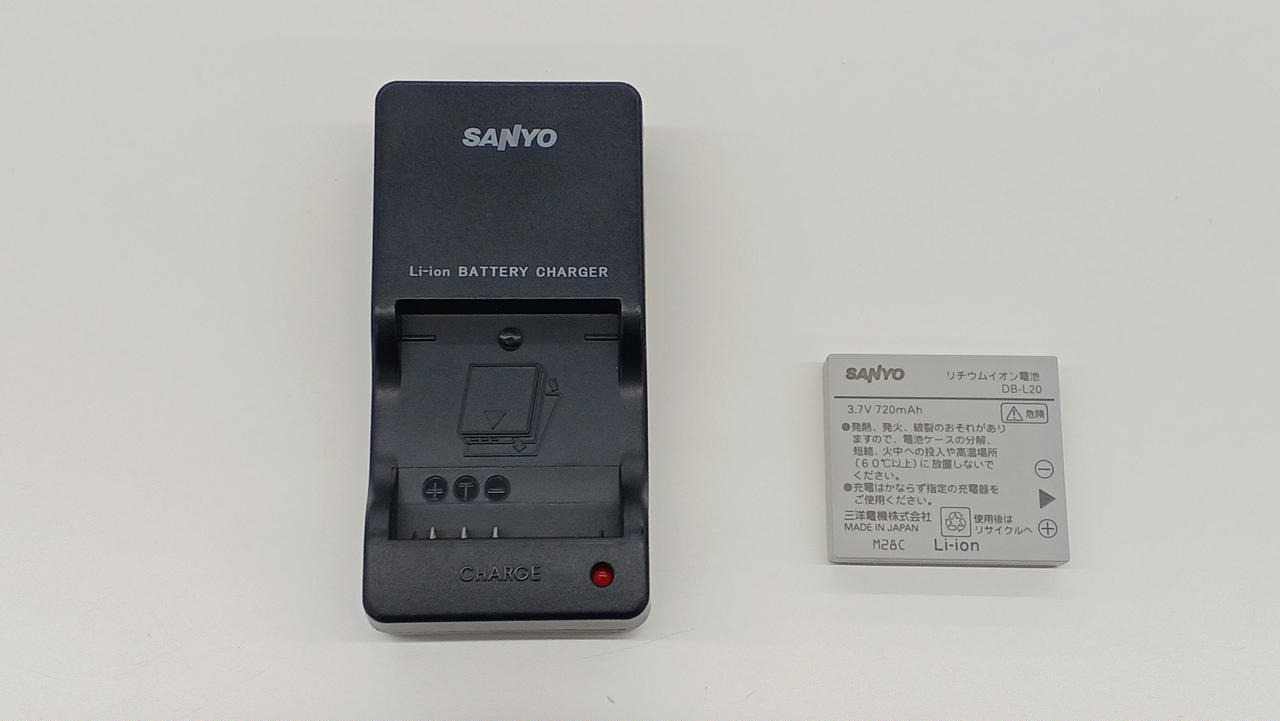 SANYO
Li-ion BATTERY CHARGER
+ T −
CHARGE
SANYO
リチウムイオン電池
DB-L20
3.7V 720mAh
⚠危険
●発熱、発火、破裂のおそれがあり
ますので、電池ケースの分解、
短絡、火中への投入や高温場所
(60℃以上)に放置しないで
ください。
●充電はかならず指定の充電器を
ご使用ください。
−
+
三洋電機株式会社
MADE IN JAPAN
使用後は
リサイクルへ
M28C
Li-ion